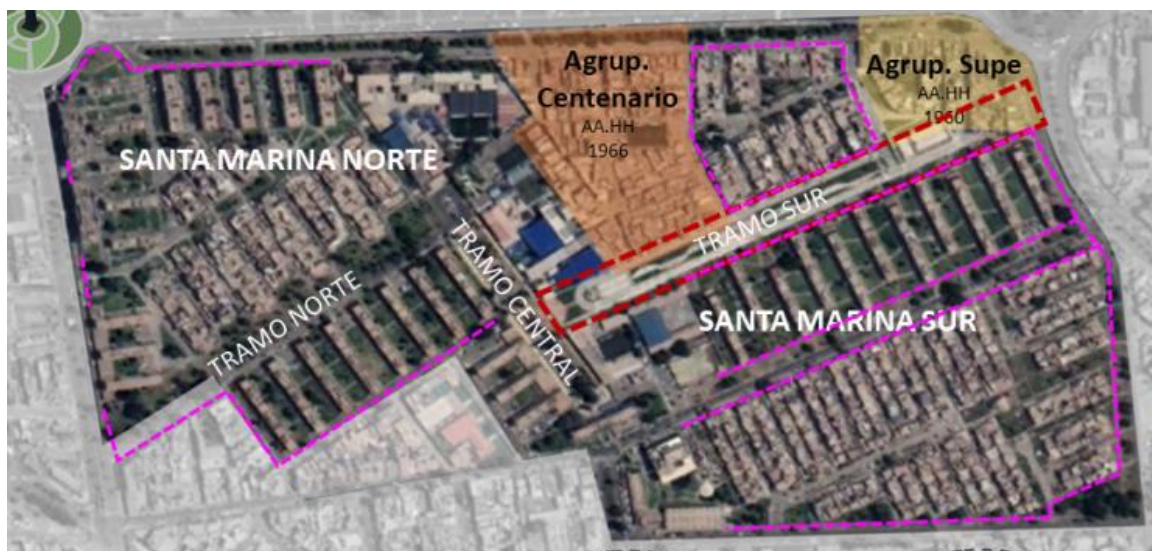 Agrup.
Centenario
AA.HH
1966
Agrup. Supe
AA.HH
1960
SANTA MARINA NORTE
TRAMO SUR
TRAMO CENTRAL
TRAMO NORTE
SANTA MARINA SUR